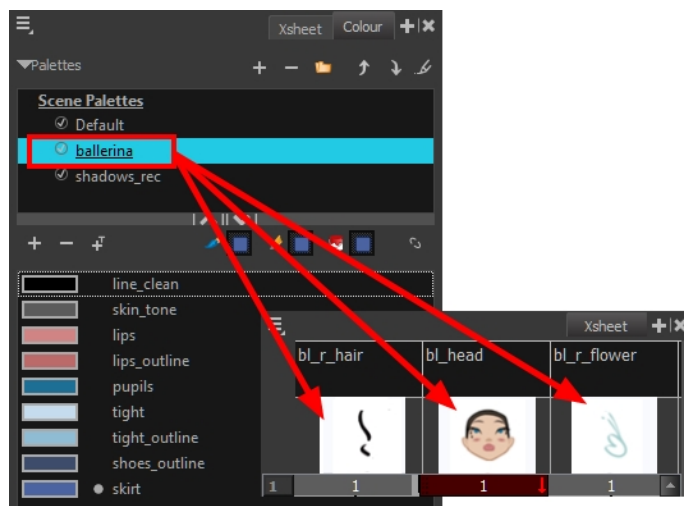 Xsheet Colour
Palettes
Scene Palettes
Default
ballerina
shadows_rec
line_clean
skin_tone
lips
lips_outline
pupils
tight
tight_outline
shoes_outline
skirt
Xsheet
bl_r_hair bl_head bl_r_flower
1 1 1 1